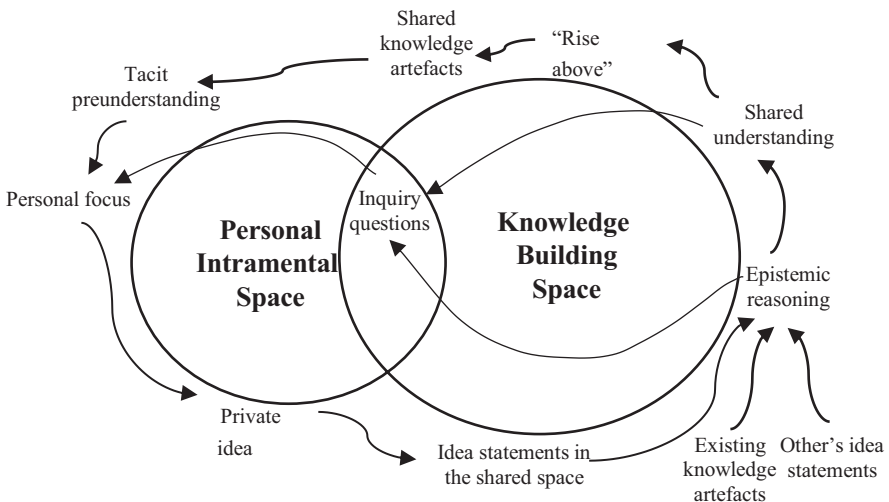 Shared
knowledge
artefacts
“Rise
above”
Tacit
preunderstanding
Shared
understanding
Personal focus
Inquiry
questions
Personal
Intramental
Space
Knowledge
Building
Space
Epistemic
reasoning
Private
idea
Idea statements in
the shared space
Existing
knowledge
artefacts
Other’s idea
statements